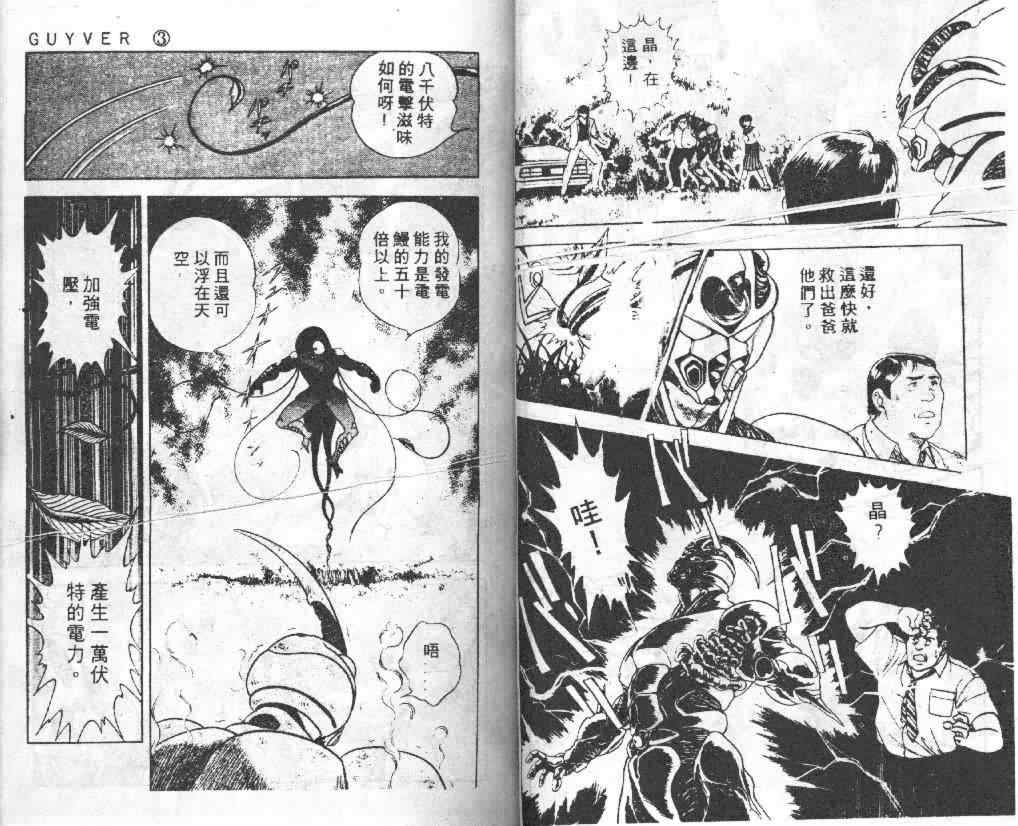 GUYVER ③
晶，在
這邊！
還好，
這麼快就
救出爸爸
他們了。
晶？
哇！
八千伏特
的電擊滋味
如何呀！
我的發電
能力是電
鰻的五十
倍以上。
而且還可
以浮在天
空．
唔
…
加強電
壓，
產生一萬伏
特的電力。